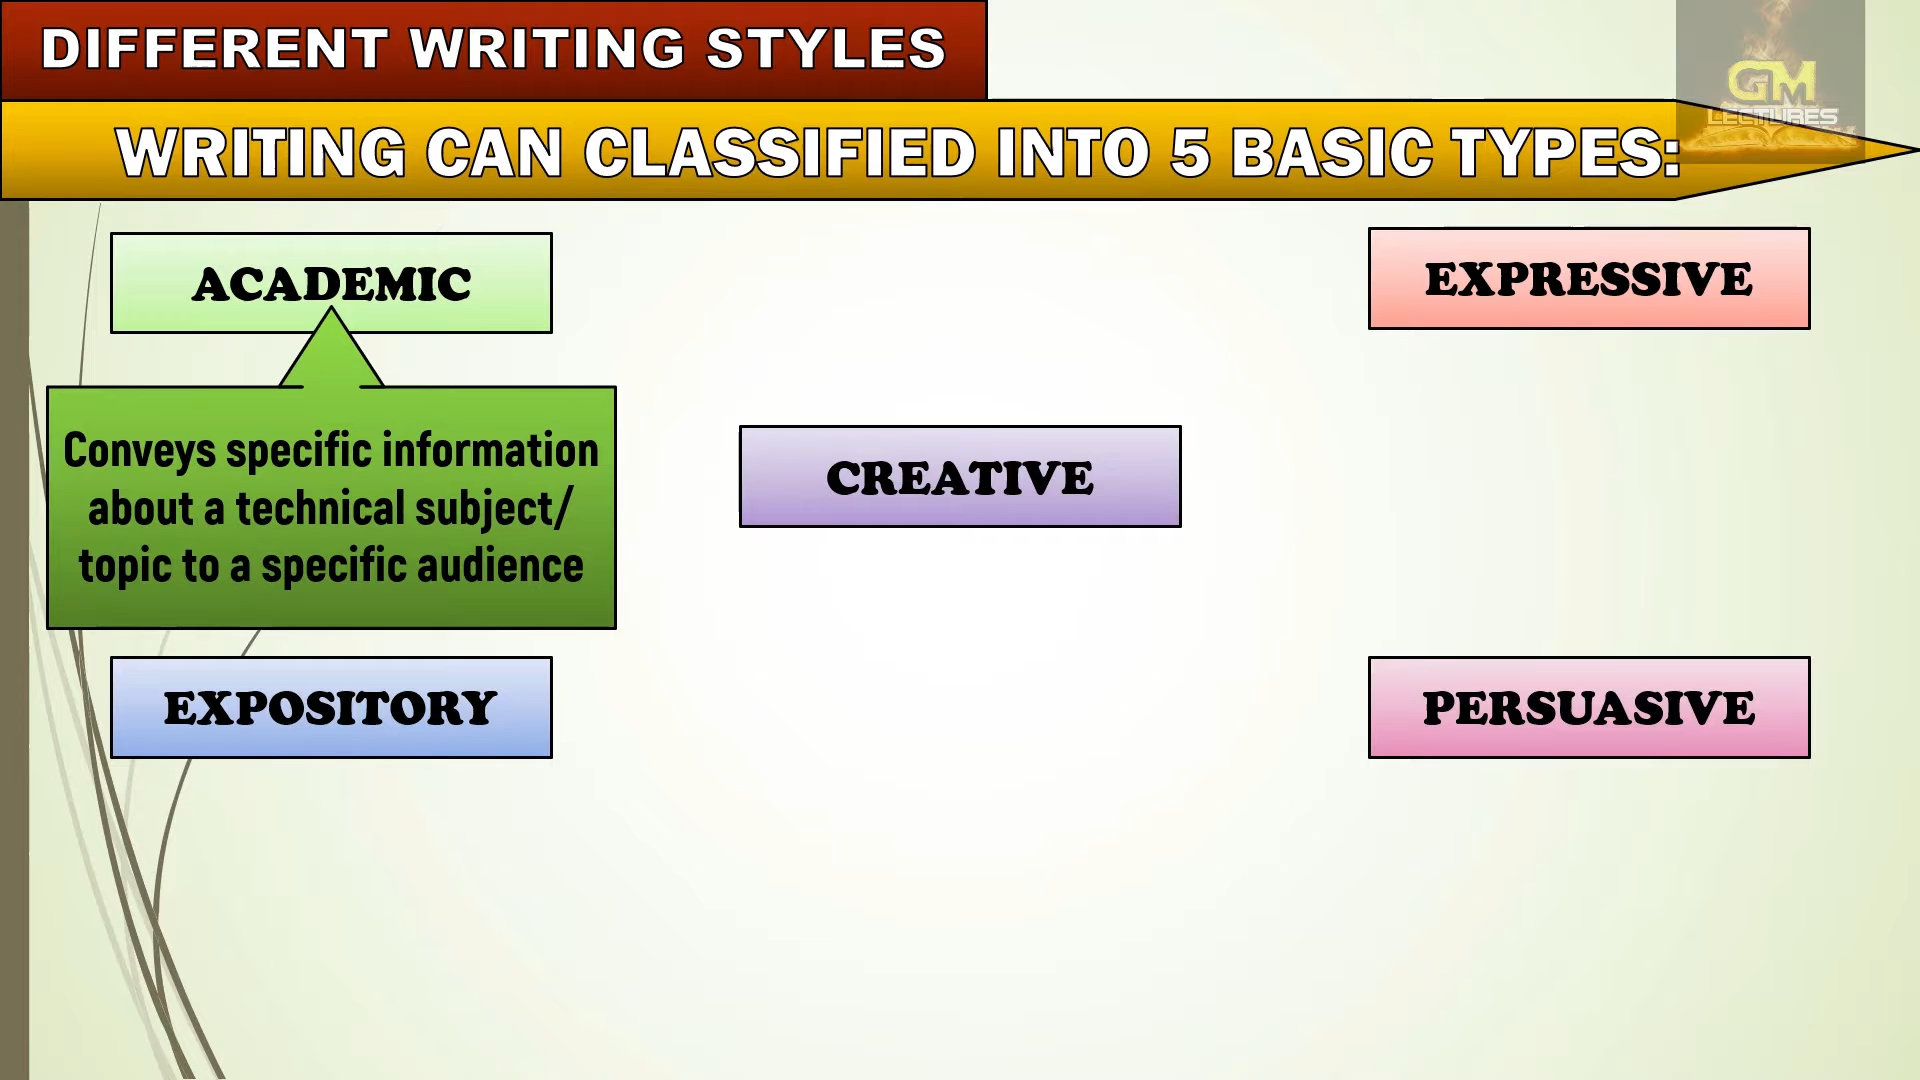 DIFFERENT WRITING STYLES
WRITING CAN CLASSIFIED INTO 5 BASIC TYPES:
GM
LECTURES
ACADEMIC
EXPRESSIVE
Conveys specific information
about a technical subject/
topic to a specific audience
CREATIVE
EXPOSITORY
PERSUASIVE